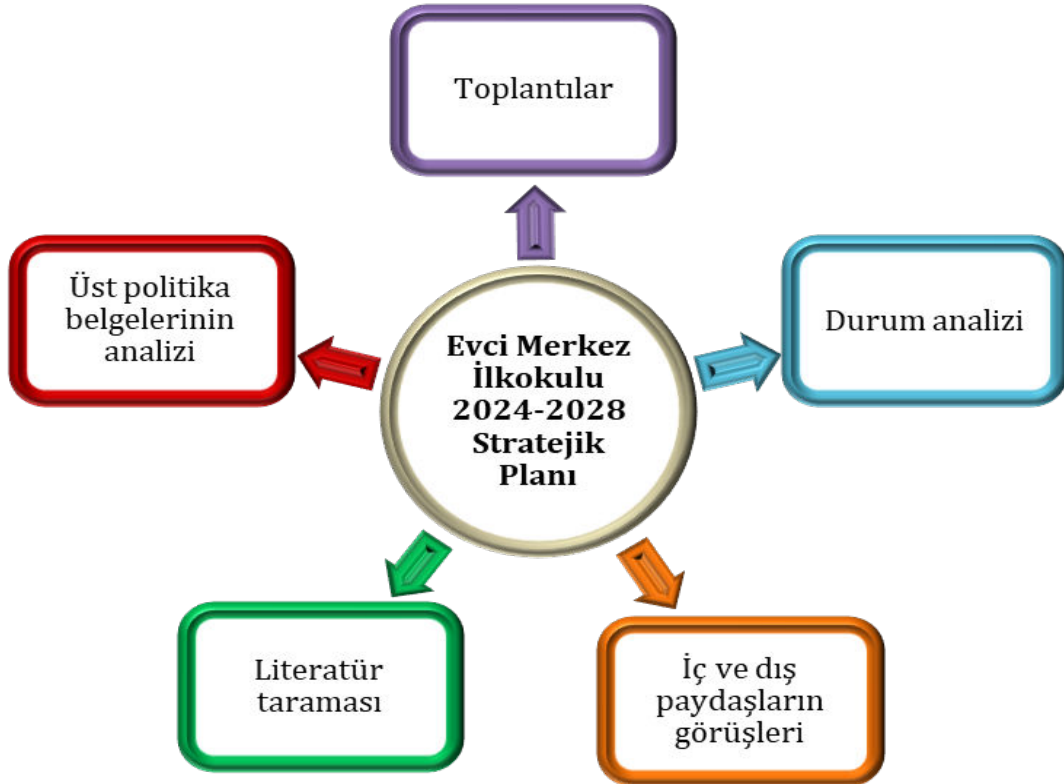 Toplantılar
Üst politika
belgelerinin
analizi
Durum analizi
Evci Merkez
İlkokulu
2024-2028
Stratejik
Planı
Literatür
taraması
İç ve dış
paydaşların
görüşleri